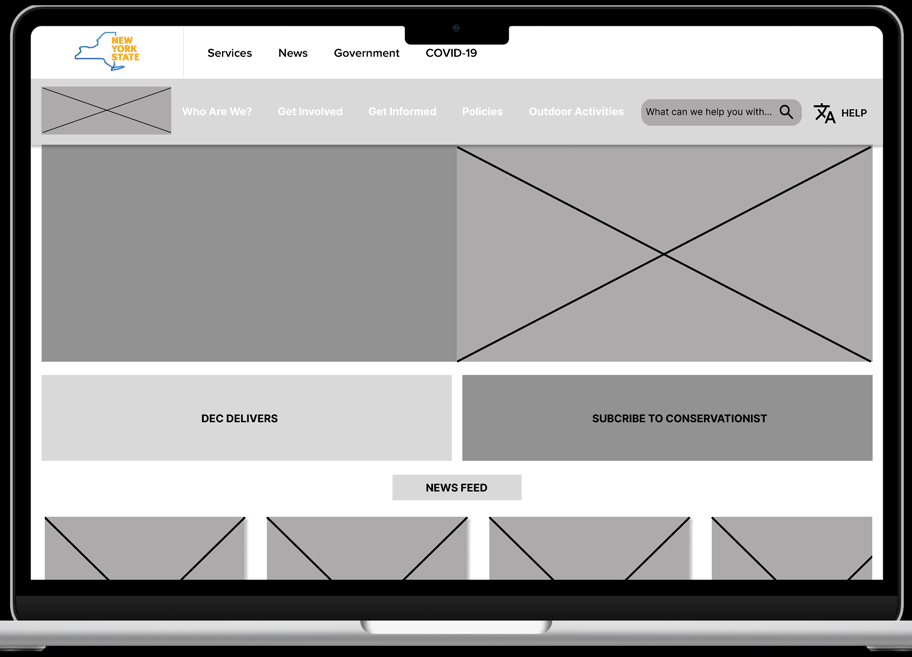 NEW
YORK
STATE
Services News Government COVID-19
Who Are We? Get Involved Get Informed Policies Outdoor Activities What can we help you with... HELP
DEC DELIVERS
SUBCRIBE TO CONSERVATIONIST
NEWS FEED